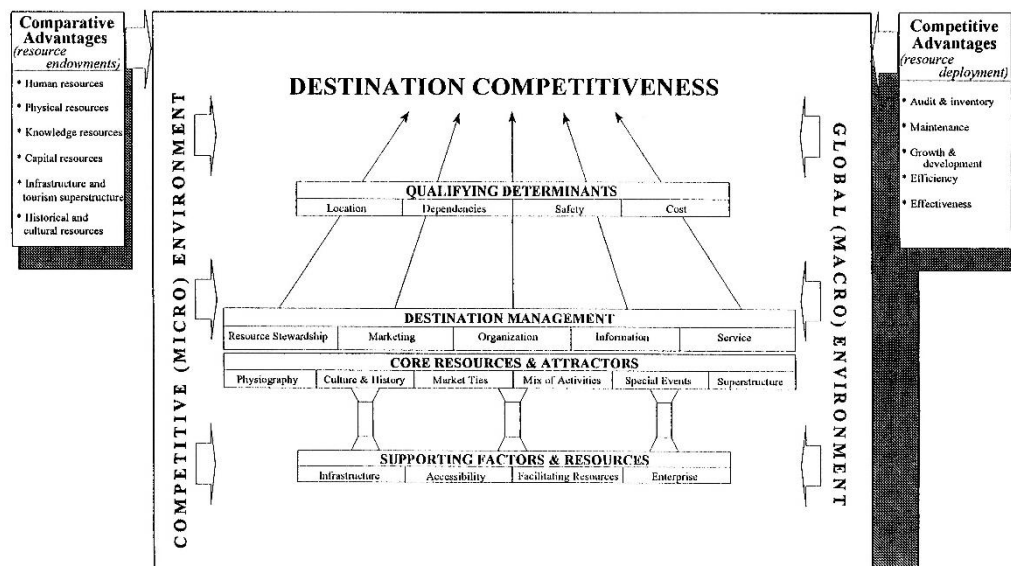 Comparative
Advantages
(resource
endowments)
* Human resources
* Physical resources
* Knowledge resources
* Capital resources
* Infrastructure and
tourism superstructure
* Historical and
cultural resources
COMPETITIVE (MICRO) ENVIRONMENT
DESTINATION COMPETITIVENESS
QUALIFYING DETERMINANTS
Location Dependencies Safety Cost
DESTINATION MANAGEMENT
Resource Stewardship Marketing Organization Information Service
CORE RESOURCES & ATTRACTORS
Physiography Culture & History Market Ties Mix of Activities Special Events Superstructure
SUPPORTING FACTORS & RESOURCES
Infrastructure Accessibility Facilitating Resources Enterprise
GLOBAL (MACRO) ENVIRONMENT
Competitive
Advantages
(resource
deployment)
* Audit & inventory
* Maintenance
* Growth &
development
* Efficiency
* Effectiveness